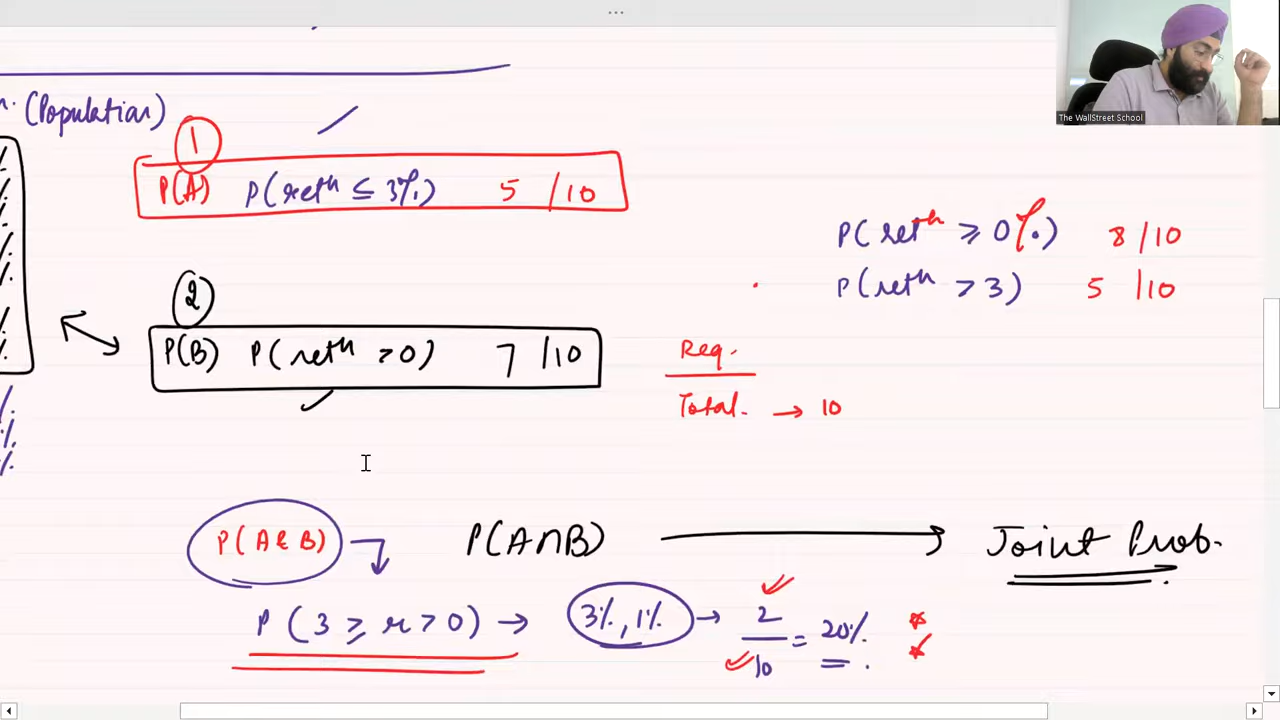 (Population)
The WallStreet School
1
P(A) P(retⁿ ≤ 3%) 5 /10
P(retⁿ ≥ 0%.) 8 /10
P(retⁿ > 3) 5 /10
2
P(B) P(retⁿ > 0) 7 /10
Req.
Total. → 10
P(A & B) P(A∩B) → Joint Prob.
P (3 ≥ r > 0) → 3%, 1% → 2/10 = 20%.